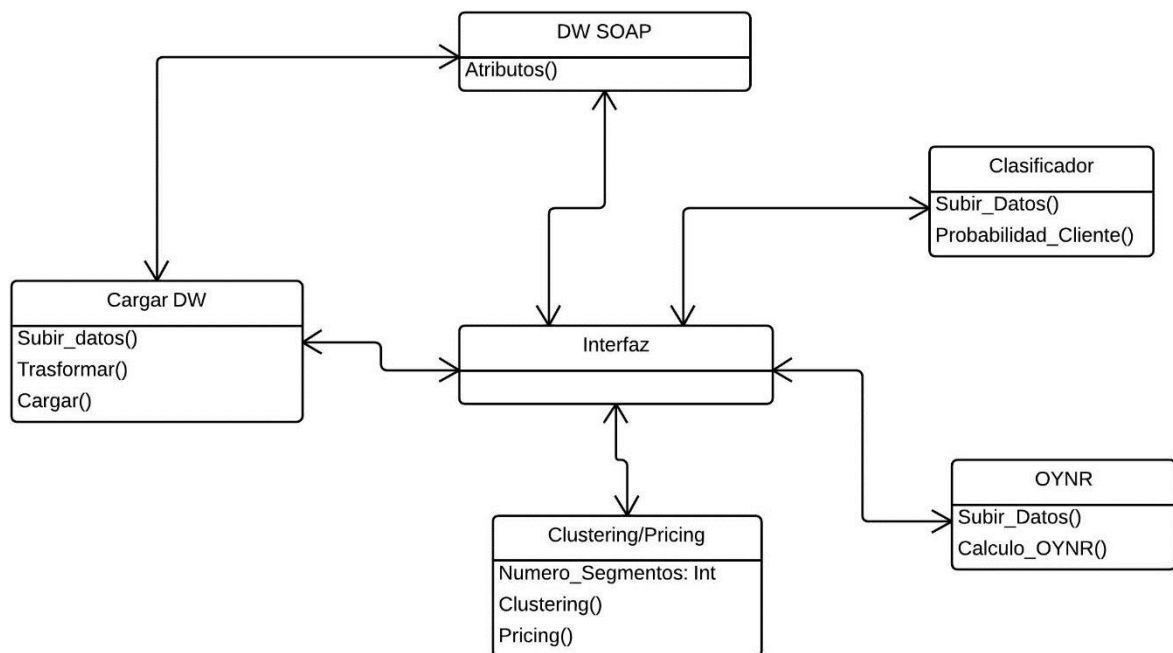 DW SOAP
Atributos()
Clasificador
Subir_Datos()
Probabilidad_Cliente()
Cargar DW
Subir_datos()
Trasformar()
Cargar()
Interfaz
OYNR
Subir_Datos()
Calculo_OYNR()
Clustering/Pricing
Numero_Segmentos: Int
Clustering()
Pricing()